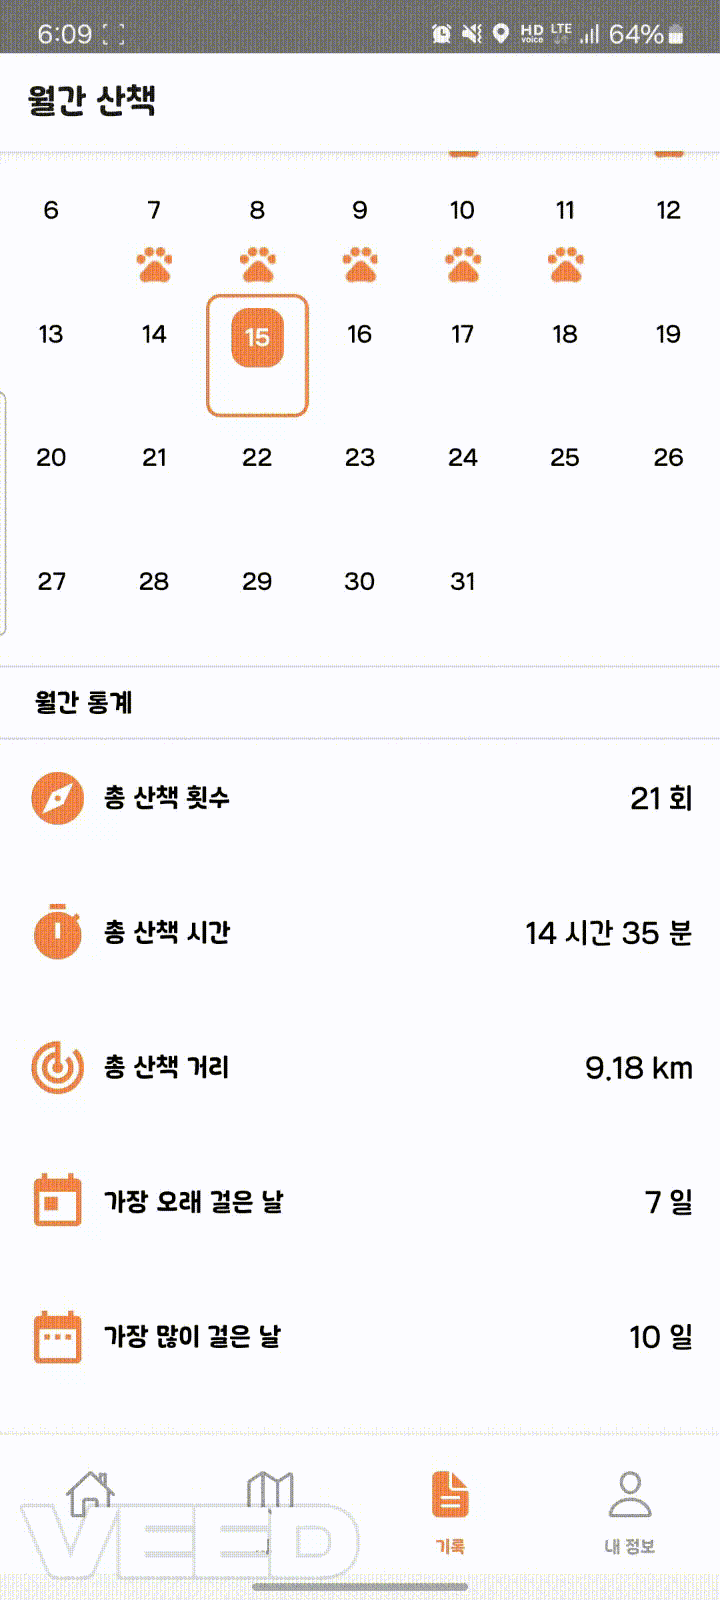 6:09 HD voice LTE 64%
월간 산책
6 7 8 9 10 11 12
13 14 15 16 17 18 19
20 21 22 23 24 25 26
27 28 29 30 31
월간 통계
총 산책 횟수 21 회
총 산책 시간 14 시간 35 분
총 산책 거리 9.18 km
가장 오래 걸은 날 7 일
가장 많이 걸은 날 10 일
기록 내 정보
VEED